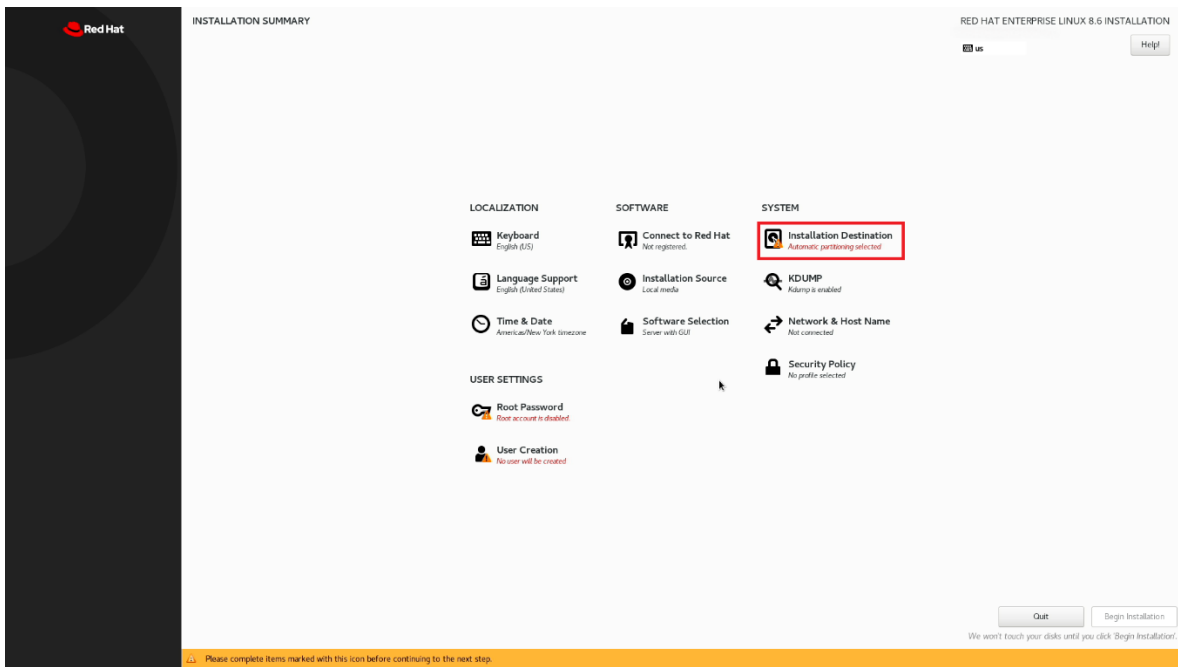 Red Hat
INSTALLATION SUMMARY
RED HAT ENTERPRISE LINUX 8.6 INSTALLATION
us
Help!
LOCALIZATION
Keyboard
English (US)
Language Support
English (United States)
Time & Date
Americas/New York timezone
SOFTWARE
Connect to Red Hat
Not registered.
Installation Source
Local media
Software Selection
Server with GUI
SYSTEM
Installation Destination
Automatic partitioning selected
KDUMP
Kdump is enabled
Network & Host Name
Not connected
Security Policy
No profile selected
USER SETTINGS
Root Password
Root account is disabled.
User Creation
No user will be created
Quit
Begin Installation
We won't touch your disks until you click 'Begin Installation'.
Please complete items marked with this icon before continuing to the next step.